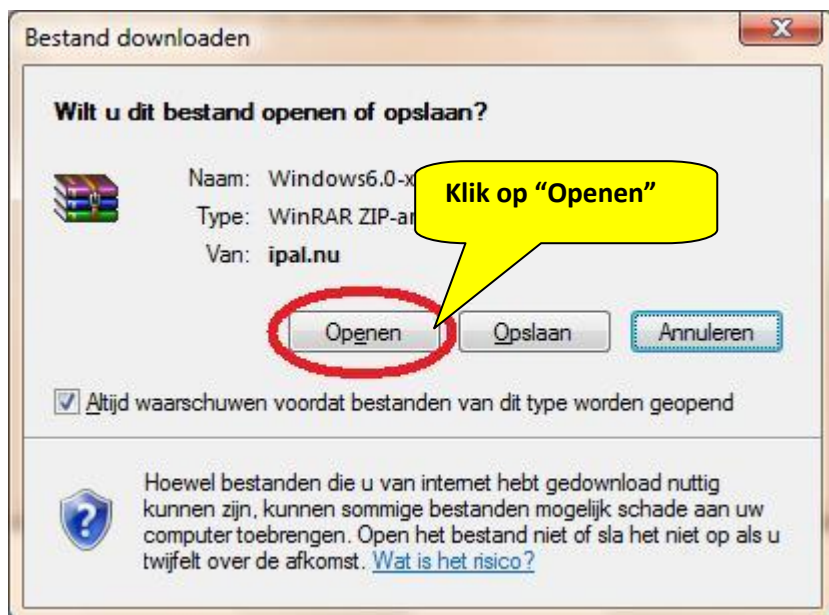 Bestand downloaden
Wilt u dit bestand openen of opslaan?
Naam: Windows6.0-x
Type: WinRAR ZIP-ar
Van: ipal.nu
Klik op “Openen”
Openen Opslaan Annuleren
Altijd waarschuwen voordat bestanden van dit type worden geopend
Hoewel bestanden die u van internet hebt gedownload nuttig
kunnen zijn, kunnen sommige bestanden mogelijk schade aan uw
computer toebrengen. Open het bestand niet of sla het niet op als u
twijfelt over de afkomst. Wat is het risico?